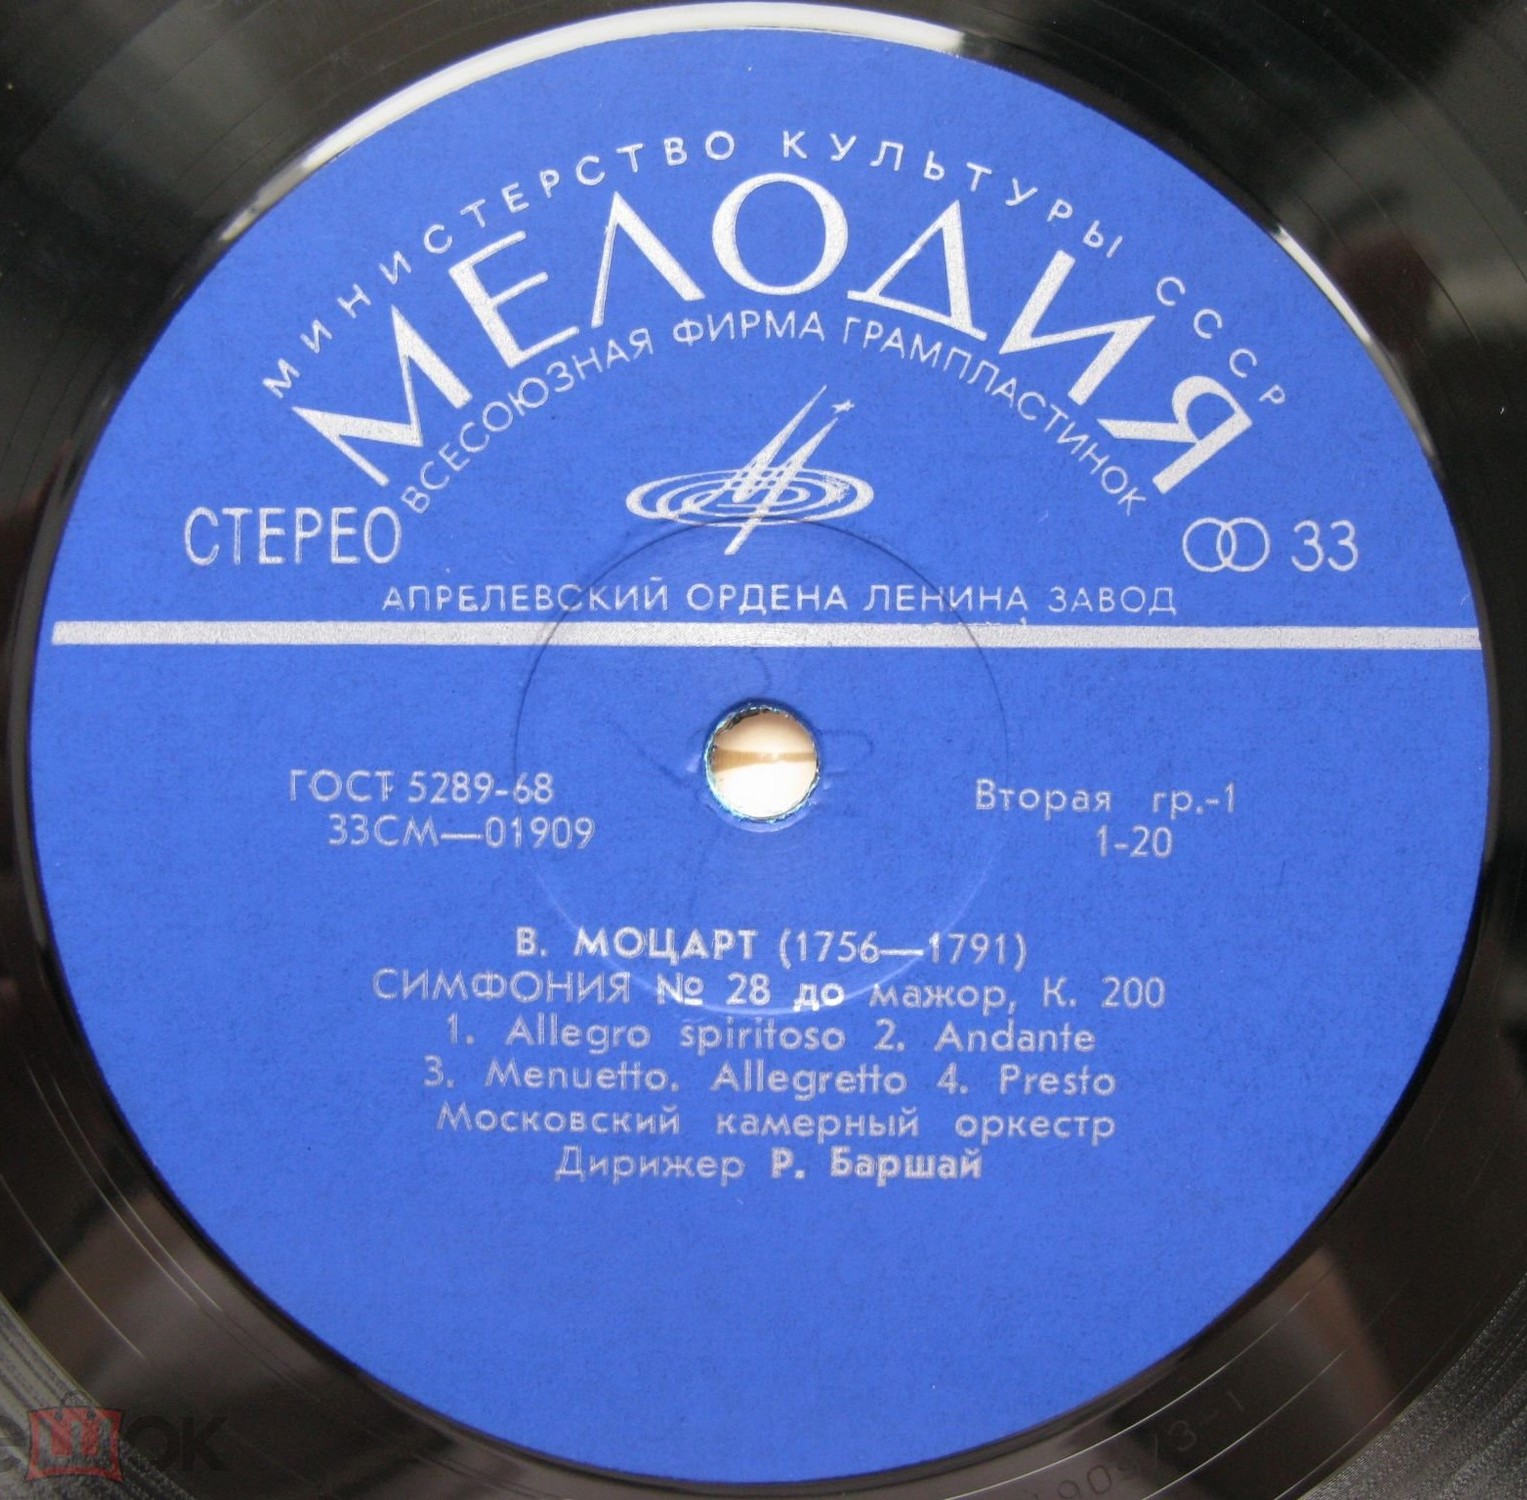 МИНИСТЕРСТВО КУЛЬТУРЫ СССР
МЕЛОДИЯ
ВСЕСОЮЗНАЯ ФИРМА ГРАМПЛАСТИНОК
СТЕРЕО
33
АПРЕЛЕВСКИЙ ОРДЕНА ЛЕНИНА ЗАВОД
ГОСТ 5289-68
33СМ—01909
Вторая гр.-1
1-20
В. МОЦАРТ (1756—1791)
СИМФОНИЯ № 28 до мажор, К. 200
1. Allegro spiritoso 2. Andante
3. Menuetto. Allegretto 4. Presto
Московский камерный оркестр
Дирижер Р. Баршай